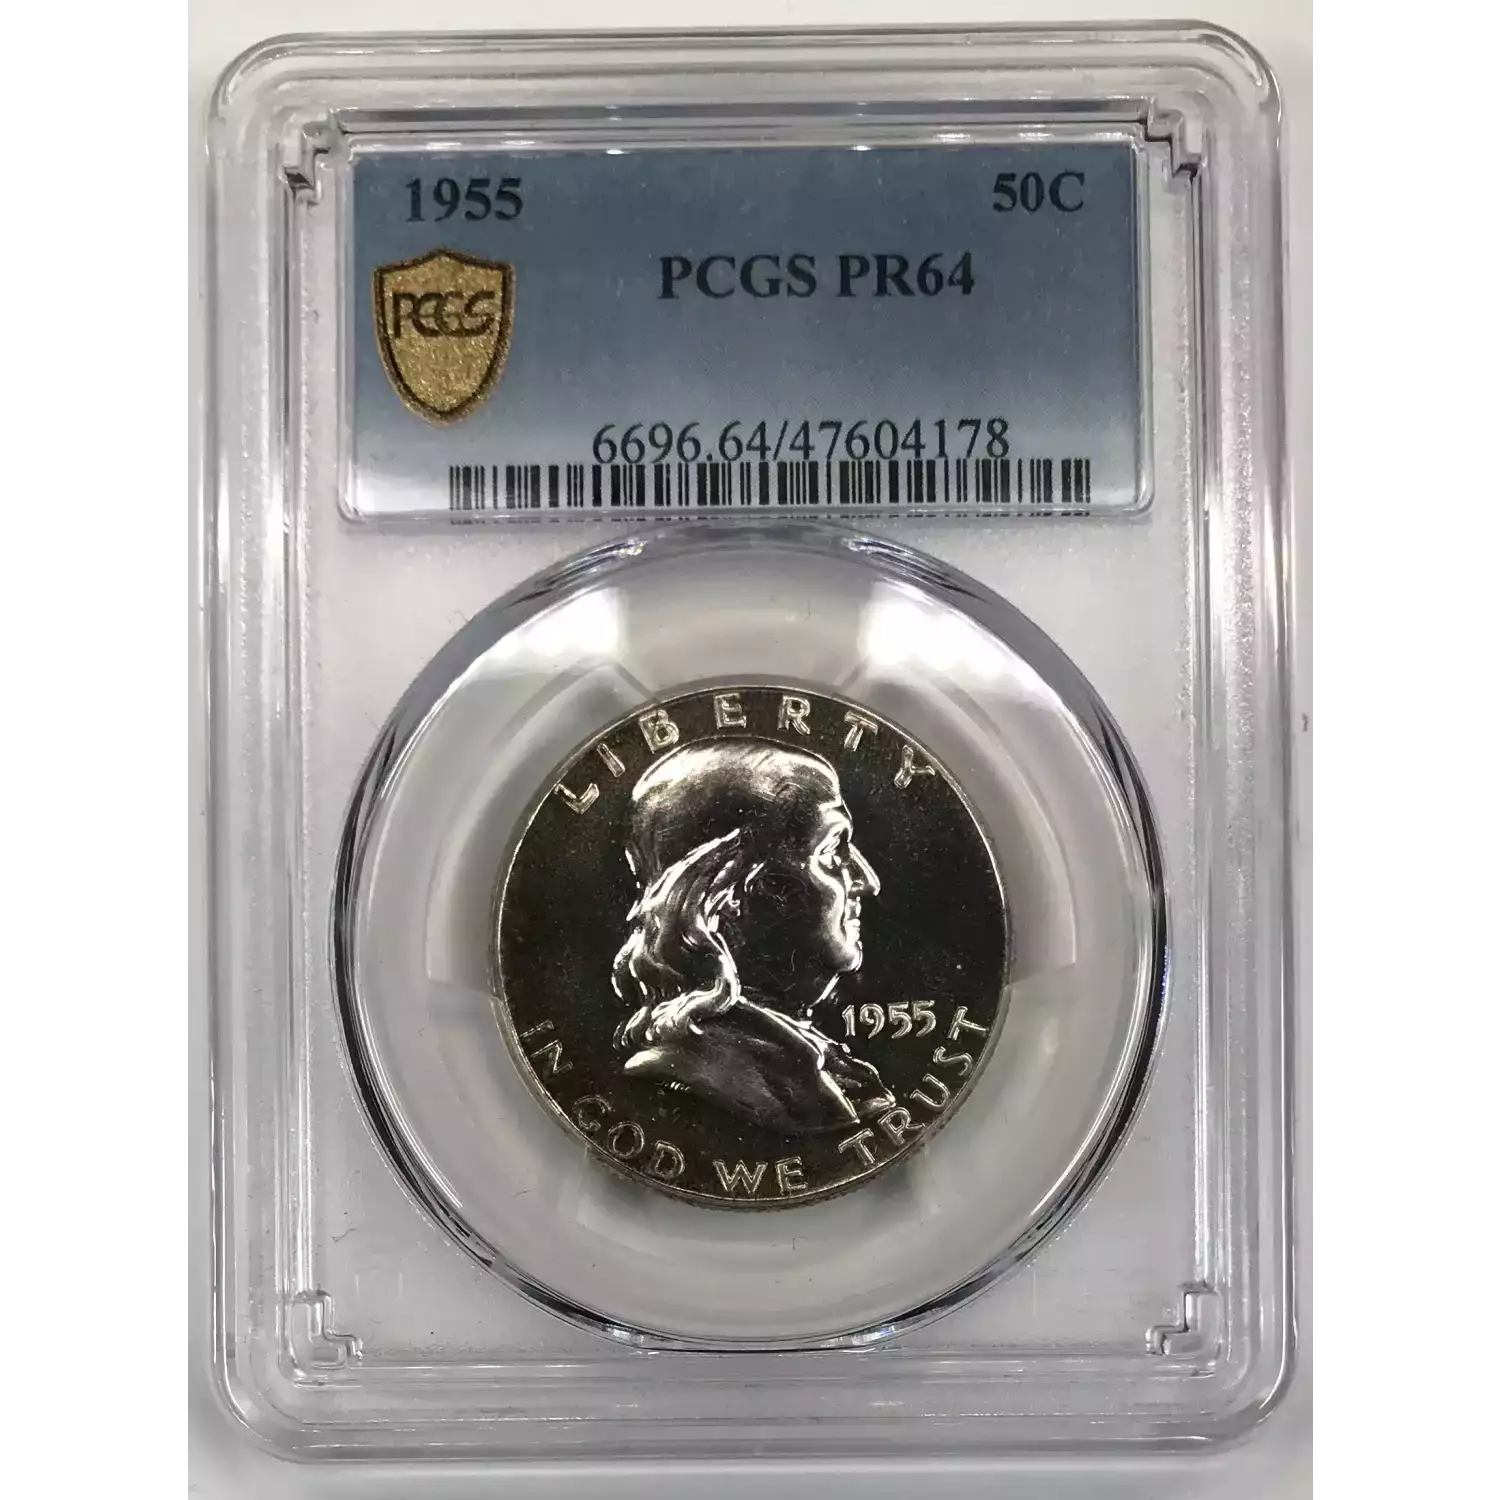 1955 50C
PCGS PR64
PCGS
6696.64/47604178
LIBERTY
1955
IN GOD WE TRUST